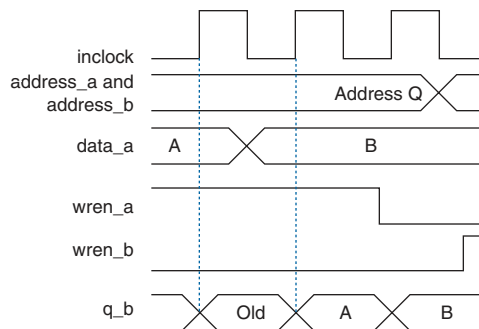 inclock
address_a and
address_b
Address Q
data_a
A
B
wren_a
wren_b
q_b
Old
A
B